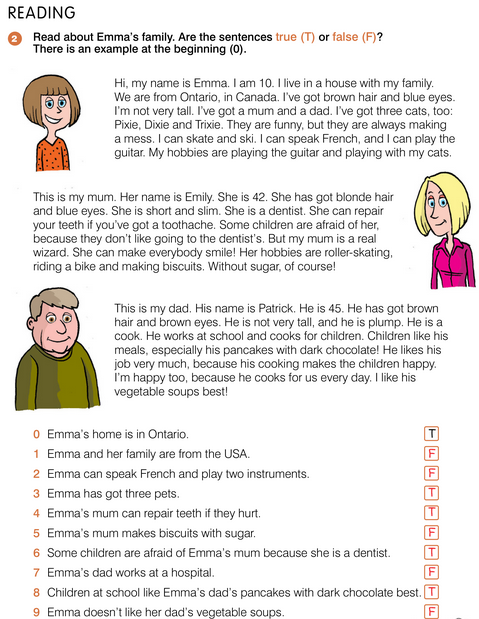 READING
2 Read about Emma's family. Are the sentences true (T) or false (F)?
There is an example at the beginning (0).
Hi, my name is Emma. I am 10. I live in a house with my family.
We are from Ontario, in Canada. I've got brown hair and blue eyes.
I'm not very tall. I've got a mum and a dad. I've got three cats, too:
Pixie, Dixie and Trixie. They are funny, but they are always making
a mess. I can skate and ski. I can speak French, and I can play the
guitar. My hobbies are playing the guitar and playing with my cats.
This is my mum. Her name is Emily. She is 42. She has got blonde hair
and blue eyes. She is short and slim. She is a dentist. She can repair
your teeth if you've got a toothache. Some children are afraid of her,
because they don't like going to the dentist's. But my mum is a real
wizard. She can make everybody smile! Her hobbies are roller-skating,
riding a bike and making biscuits. Without sugar, of course!
This is my dad. His name is Patrick. He is 45. He has got brown
hair and brown eyes. He is not very tall, and he is plump. He is a
cook. He works at school and cooks for children. Children like his
meals, especially his pancakes with dark chocolate! He likes his
job very much, because his cooking makes the children happy.
I'm happy too, because he cooks for us every day. I like his
vegetable soups best!
0 Emma's home is in Ontario. T
1 Emma and her family are from the USA. F
2 Emma can speak French and play two instruments. F
3 Emma has got three pets. T
4 Emma's mum can repair teeth if they hurt. T
5 Emma's mum makes biscuits with sugar. F
6 Some children are afraid of Emma's mum because she is a dentist. T
7 Emma's dad works at a hospital. F
8 Children at school like Emma's dad's pancakes with dark chocolate best. T
9 Emma doesn't like her dad's vegetable soups. F